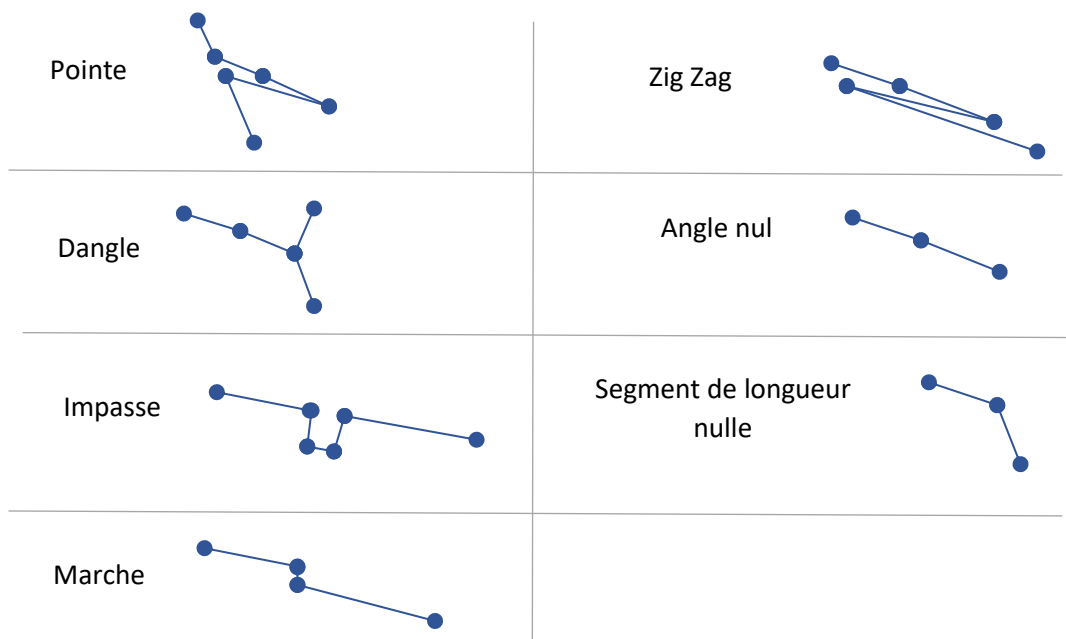 Pointe
Zig Zag
Dangle
Angle nul
Impasse
Segment de longueur
nulle
Marche